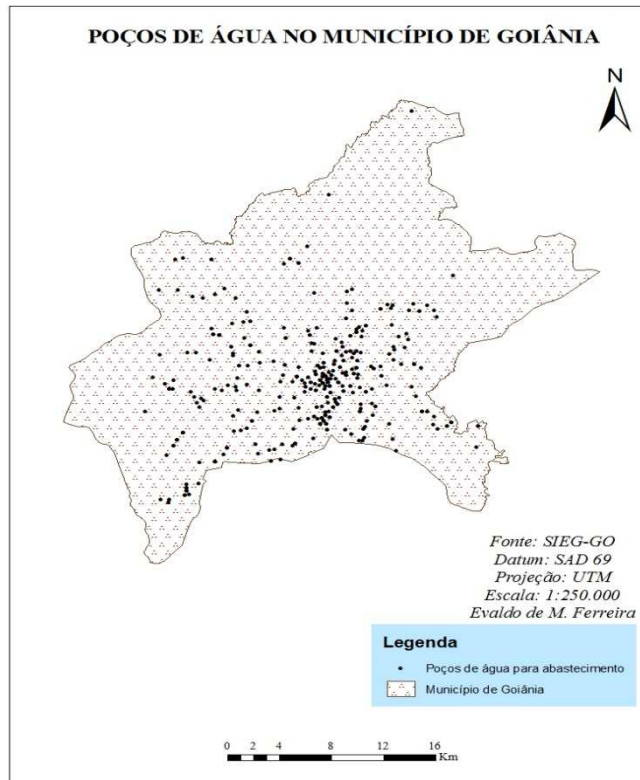 POÇOS DE ÁGUA NO MUNICÍPIO DE GOIÂNIA
N
Fonte: SIEG-GO
Datum: SAD 69
Projeção: UTM
Escala: 1:250.000
Evaldo de M. Ferreira
Legenda
Poços de água para abastecimento
Município de Goiânia
0 2 4 8 12 16
Km